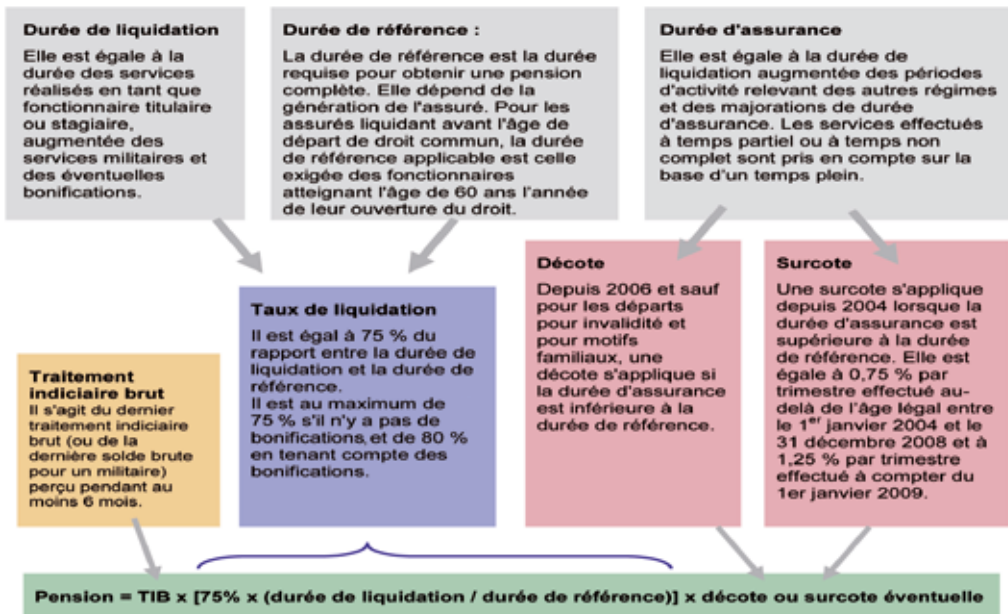 Durée de liquidation
Elle est égale à la
durée des services
réalisés en tant que
fonctionnaire titulaire
ou stagiaire,
augmentée des
services militaires et
des éventuelles
bonifications.
Durée de référence :
La durée de référence est la durée
requise pour obtenir une pension
complète. Elle dépend de la
génération de l'assuré. Pour les
assurés liquidant avant l'âge de
départ de droit commun, la durée
de référence applicable est celle
exigée des fonctionnaires
atteignant l'âge de 60 ans l'année
de leur ouverture du droit.
Durée d'assurance
Elle est égale à la durée de
liquidation augmentée des périodes
d'activité relevant des autres régimes
et des majorations de durée
d'assurance. Les services effectués
à temps partiel ou à temps non
complet sont pris en compte sur la
base d'un temps plein.
Traitement
indiciaire brut
Il s'agit du dernier
traitement indiciaire
brut (ou de la
dernière solde brute
pour un militaire)
perçu pendant au
moins 6 mois.
Taux de liquidation
Il est égal à 75 % du
rapport entre la durée de
liquidation et la durée de
référence.
Il est au maximum de
75 % s'il n'y a pas de
bonifications, et de 80 %
en tenant compte des
bonifications.
Décote
Depuis 2006 et sauf
pour les départs
pour invalidité et
pour motifs
familiaux, une
décote s'applique si
la durée d'assurance
est inférieure à la
durée de référence.
Surcote
Une surcote s'applique
depuis 2004 lorsque la
durée d'assurance est
supérieure à la durée
de référence. Elle est
égale à 0,75 % par
trimestre effectué au-
delà de l'âge légal entre
le 1er janvier 2004 et le
31 décembre 2008 et à
1,25 % par trimestre
effectué à compter du
1er janvier 2009.
Pension = TIB x [75% x (durée de liquidation / durée de référence)] x décote ou surcote éventuelle